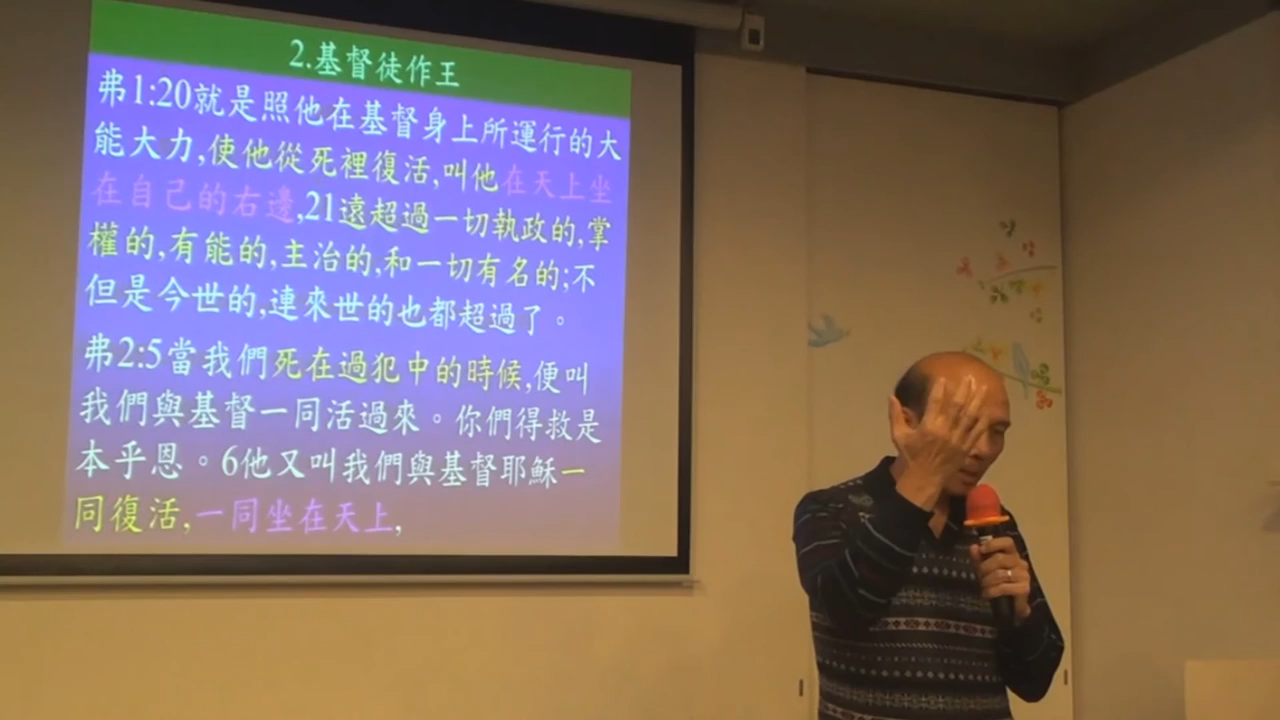 2.基督徒作王
弗1:20就是照他在基督身上所運行的大
能大力,使他從死裡復活,叫他在天上坐
在自己的右邊,21遠超過一切執政的,掌
權的,有能的,主治的,和一切有名的;不
但是今世的,連來世的也都超過了。
弗2:5當我們死在過犯中的時候,便叫
我們與基督一同活過來。你們得救是
本乎恩。6他又叫我們與基督耶穌一
同復活,一同坐在天上,